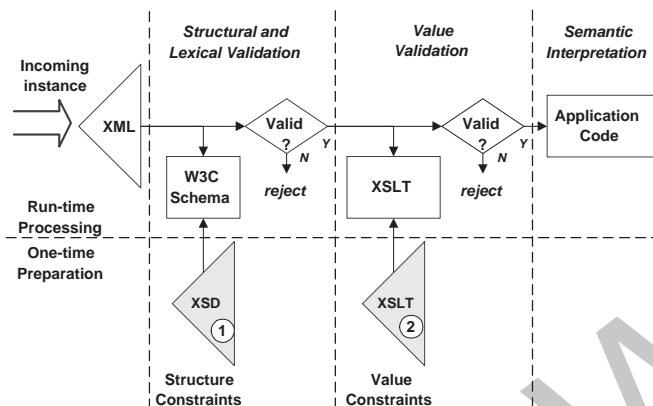 Structural and
Lexical Validation
Value
Validation
Semantic
Interpretation
Incoming
instance
XML
Valid
?
Y
N
reject
W3C
Schema
Valid
?
Y
N
reject
XSLT
Application
Code
Run-time
Processing
One-time
Preparation
XSD
1
XSLT
2
Structure
Constraints
Value
Constraints